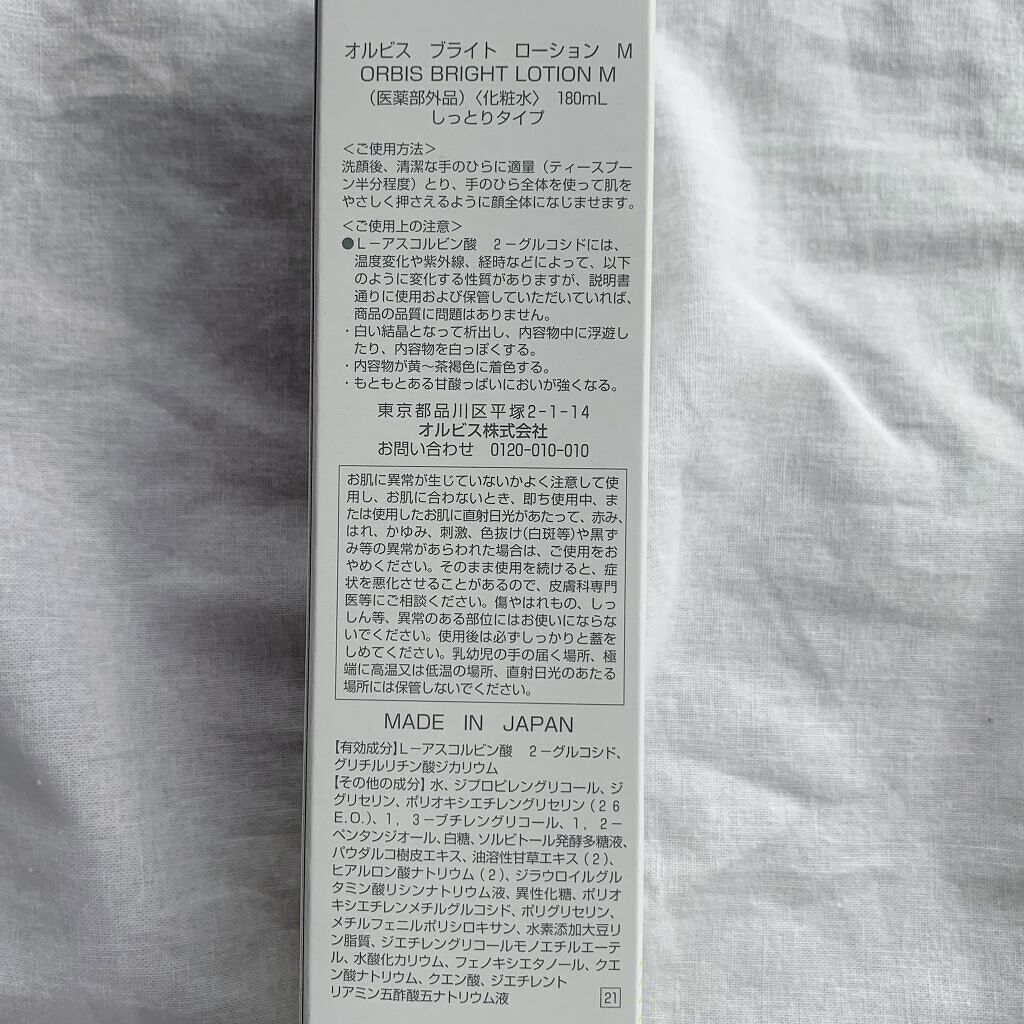 オルビス ブライト ローション M
ORBIS BRIGHT LOTION M
(医薬部外品)〈化粧水〉 180mL
しっとりタイプ
<ご使用方法>
洗顔後、清潔な手のひらに適量(ティースプー
ン半分程度)とり、手のひら全体を使って肌を
やさしく押さえるように顔全体になじませます。
<ご使用上の注意>
●L-アスコルビン酸 2-グルコシドには、
温度変化や紫外線、経時などによって、以下
のように変化する性質がありますが、説明書
通りに使用および保管していただいていれば、
商品の品質に問題はありません。
・白い結晶となって析出し、内容物中に浮遊し
たり、内容物を白っぽくする。
・内容物が黄~茶褐色に着色する。
・もともとある甘酸っぱいにおいが強くなる。
東京都品川区平塚2-1-14
オルビス株式会社
お問い合わせ 0120-010-010
お肌に異常が生じていないかよく注意して使
用し、お肌に合わないとき、即ち使用中、ま
たは使用したお肌に直射日光があたって、赤み、
はれ、かゆみ、刺激、色抜け(白斑等)や黒ず
み等の異常があらわれた場合は、ご使用をお
やめください。そのまま使用を続けると、症
状を悪化させることがあるので、皮膚科専門
医等にご相談ください。傷やはれもの、しっ
しん等、異常のある部位にはお使いにならな
いでください。使用後は必ずしっかりと蓋を
しめてください。乳幼児の手の届く場所、極
端に高温又は低温の場所、直射日光のあたる
場所には保管しないでください。
MADE IN JAPAN
【有効成分】L-アスコルビン酸 2-グルコシド、
グリチルリチン酸ジカリウム
【その他の成分】水、ジプロピレングリコール、ジ
グリセリン、ポリオキシエチレングリセリン(26
E.O.)、1,3-ブチレングリコール、1,2-
ペンタンジオール、白糖、ソルビトール発酵多糖液、
パウダルコ樹皮エキス、油溶性甘草エキス(2)、
ヒアルロン酸ナトリウム(2)、ジラウロイルグル
タミン酸リシンナトリウム液、異性化糖、ポリオ
キシエチレンメチルグルコシド、ポリグリセリン、
メチルフェニルポリシロキサン、水素添加大豆リ
ン脂質、ジエチレングリコールモノエチルエーテ
ル、水酸化カリウム、フェノキシエタノール、クエ
ン酸ナトリウム、クエン酸、ジエチレント
リアミン五酢酸五ナトリウム液
21